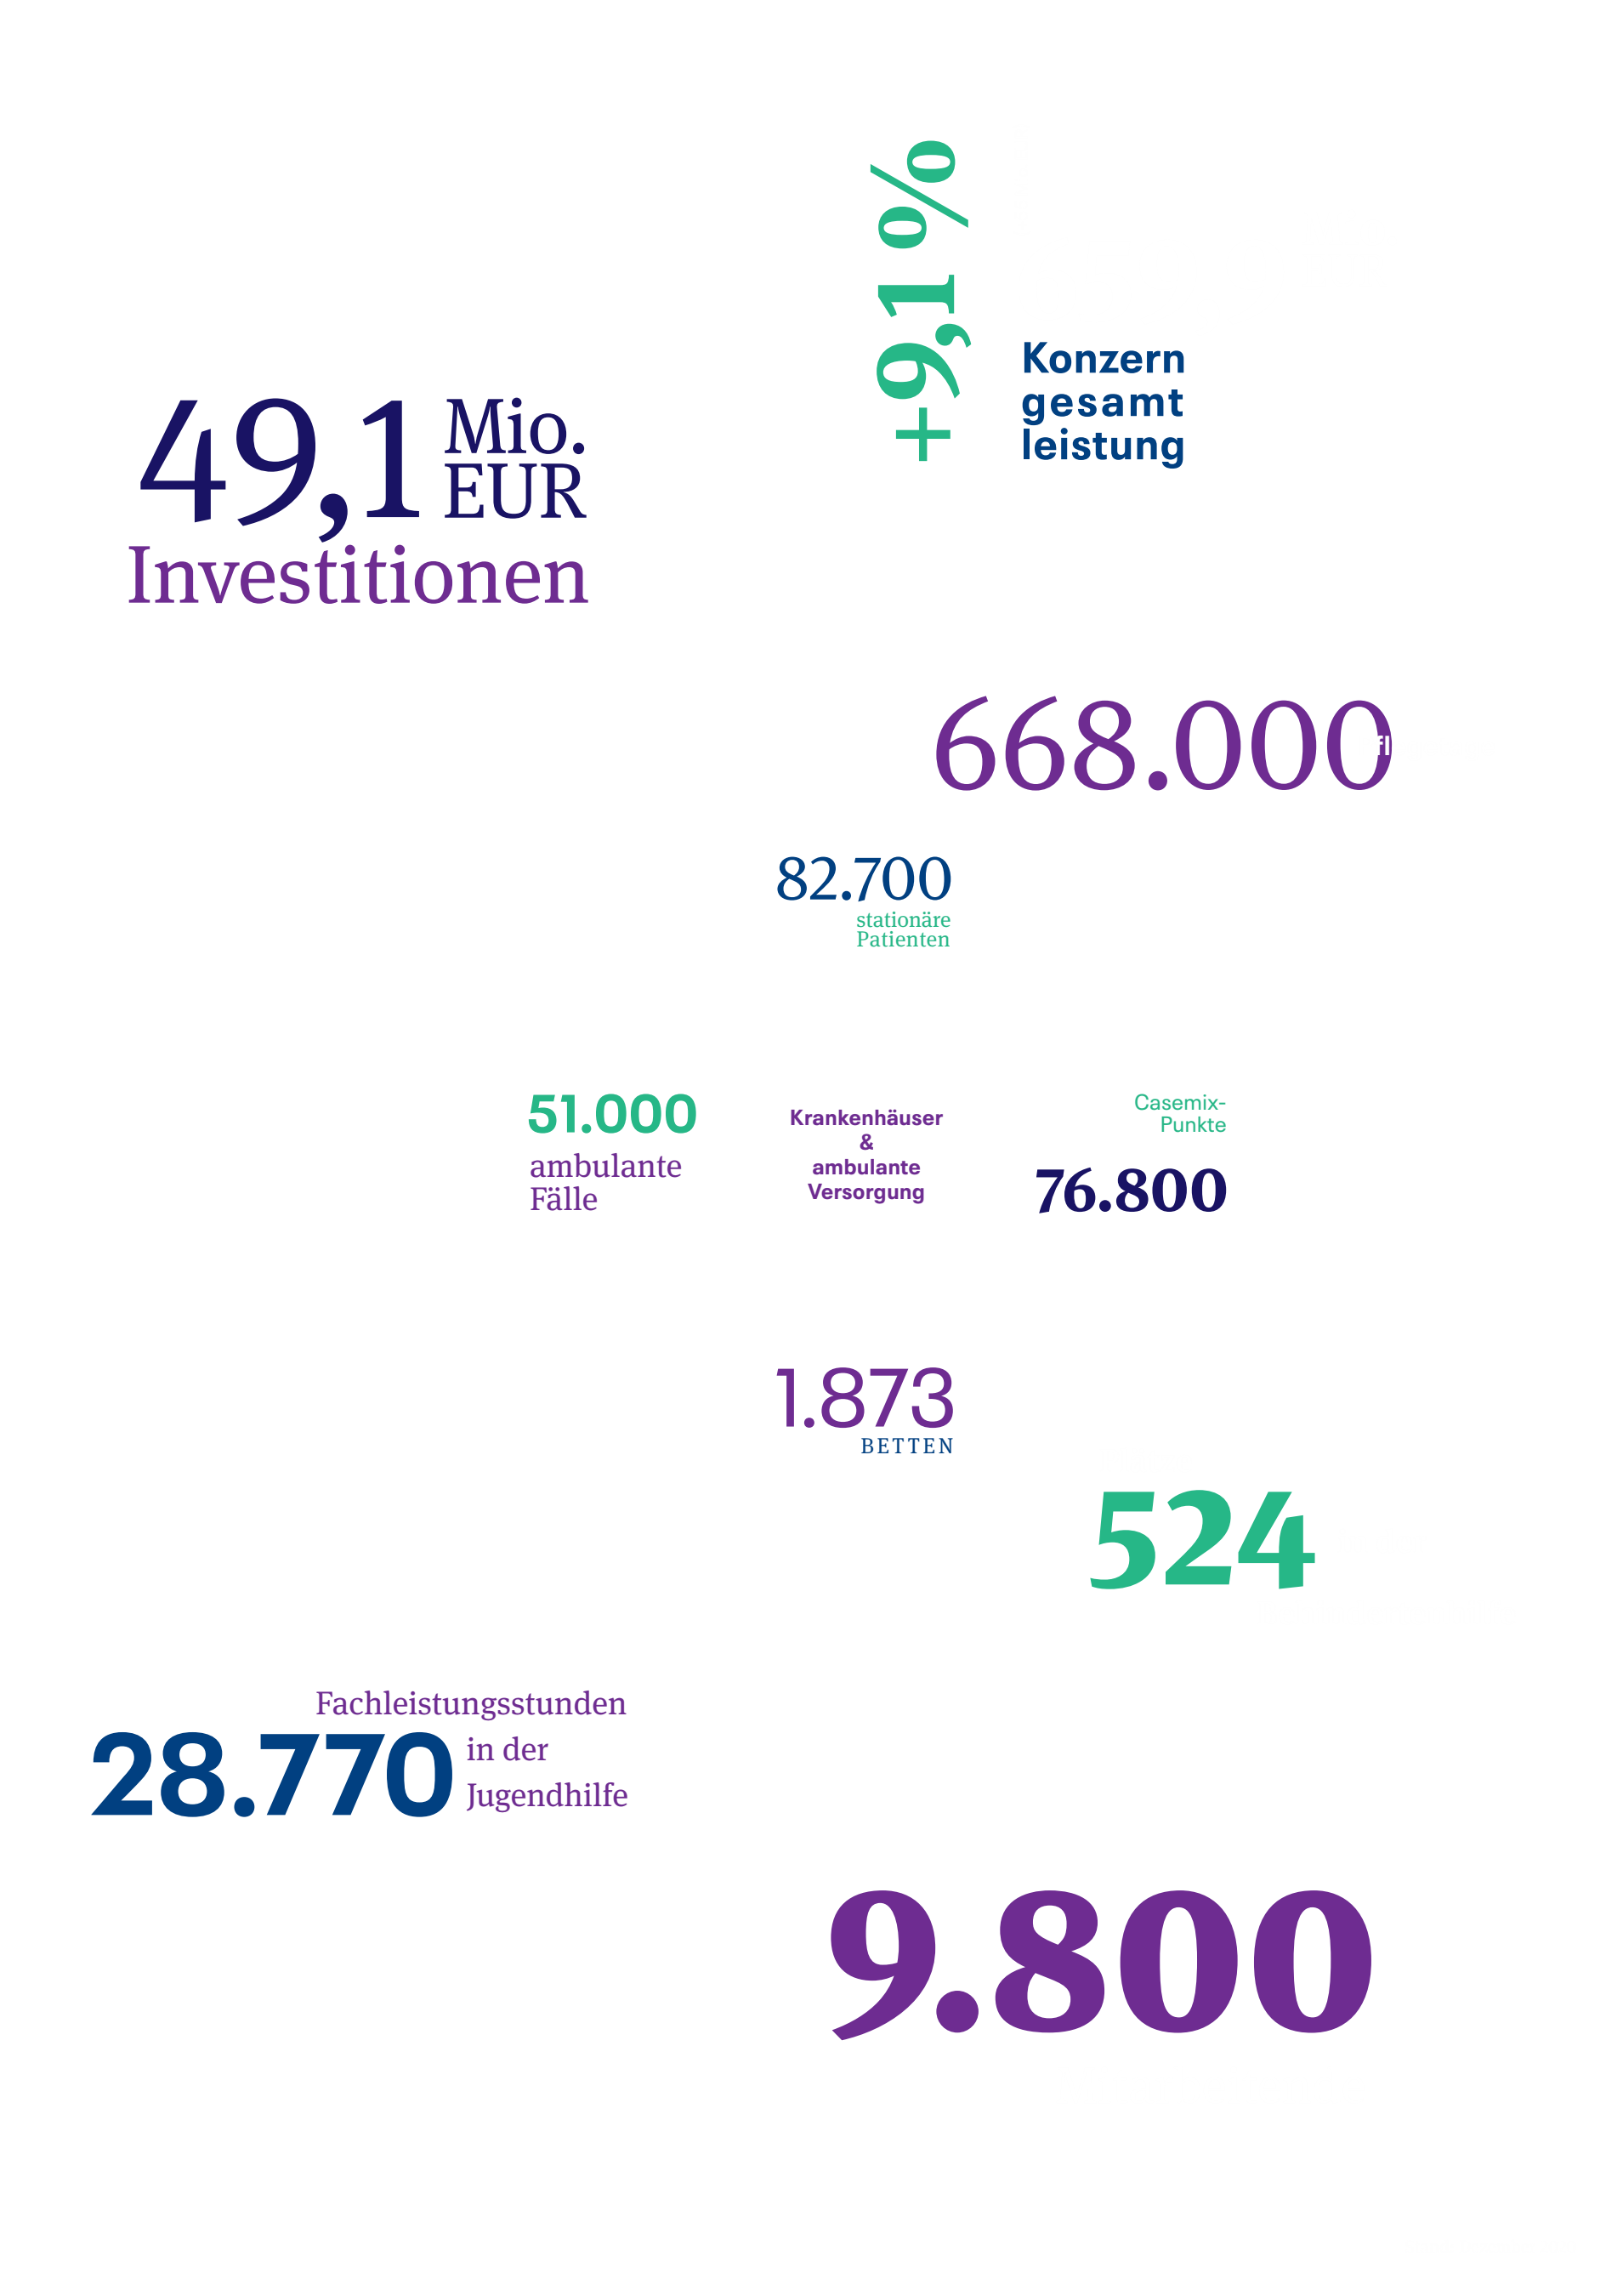 +9,1 %
Konzern
gesamt
leistung
49,1 Mio.
EUR
Investitionen
668.000
82.700
stationäre
Patienten
51.000
ambulante
Fälle
Krankenhäuser
&
ambulante
Versorgung
Casemix-
Punkte
76.800
1.873
BETTEN
524
Fachleistungsstunden
28.770 in der
Jugendhilfe
9.800